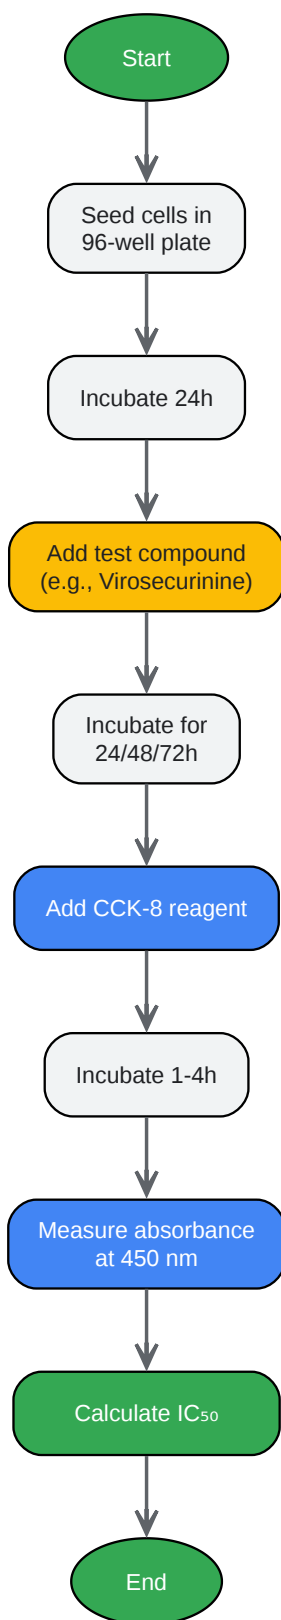 Start
Seed cells in
96-well plate
Incubate 24h
Add test compound
(e.g., Virosecurinine)
Incubate for
24/48/72h
Add CCK-8 reagent
Incubate 1-4h
Measure absorbance
at 450 nm
Calculate IC₅₀
End